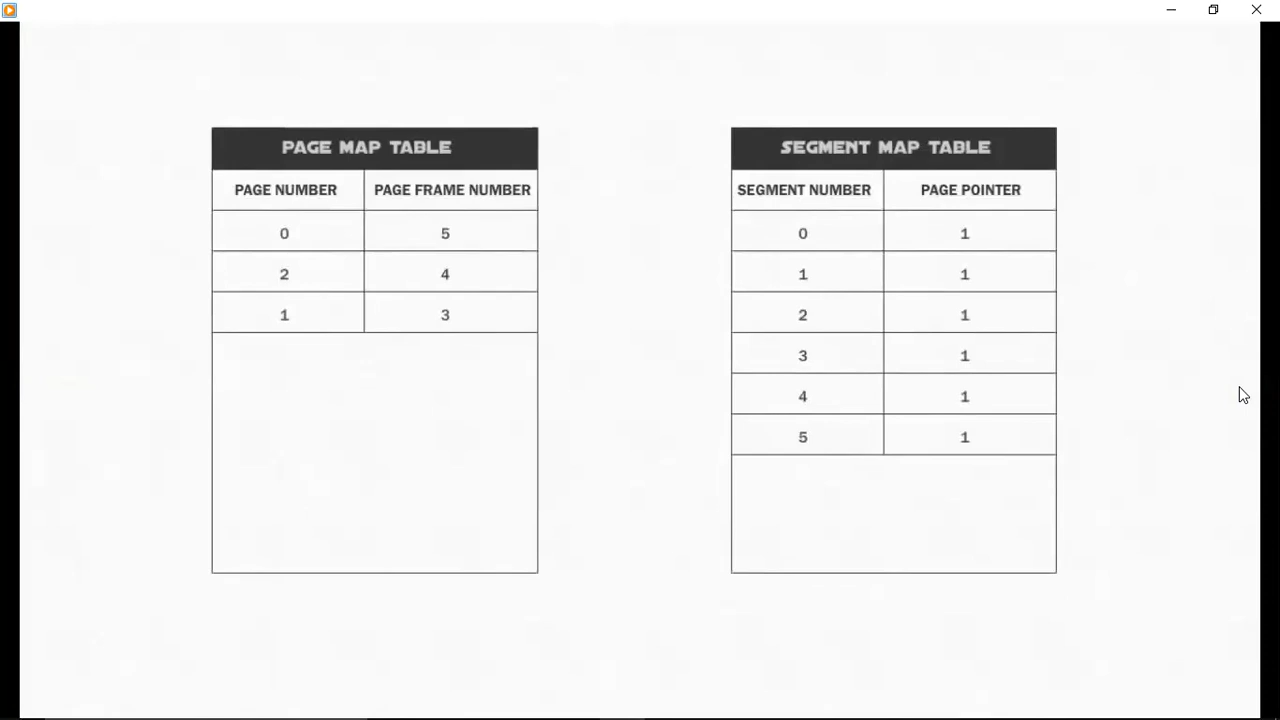 PAGE MAP TABLE
PAGE NUMBER PAGE FRAME NUMBER
0 5
2 4
1 3
SEGMENT MAP TABLE
SEGMENT NUMBER PAGE POINTER
0 1
1 1
2 1
3 1
4 1
5 1